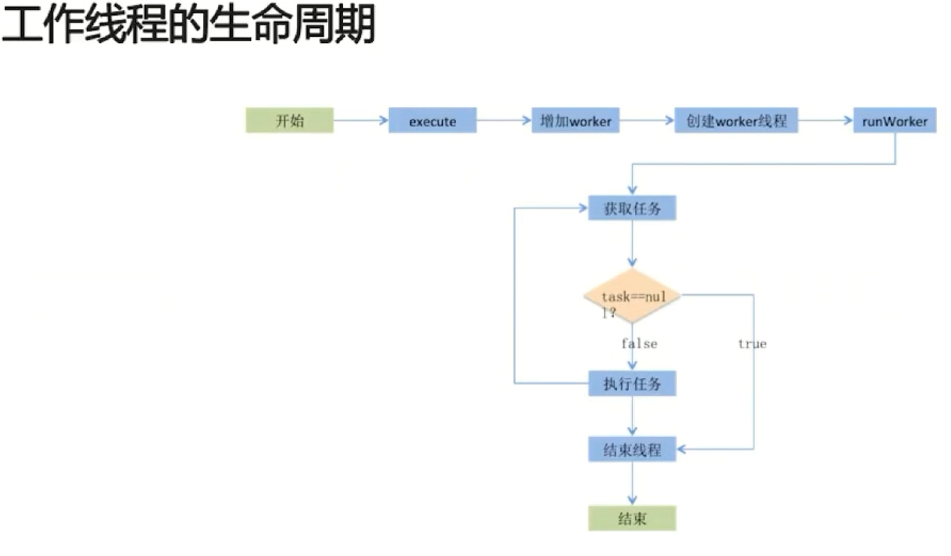 工作线程的生命周期
开始
execute
增加worker
创建worker线程
runWorker
获取任务
task==nul
l?
false
true
执行任务
结束线程
结束